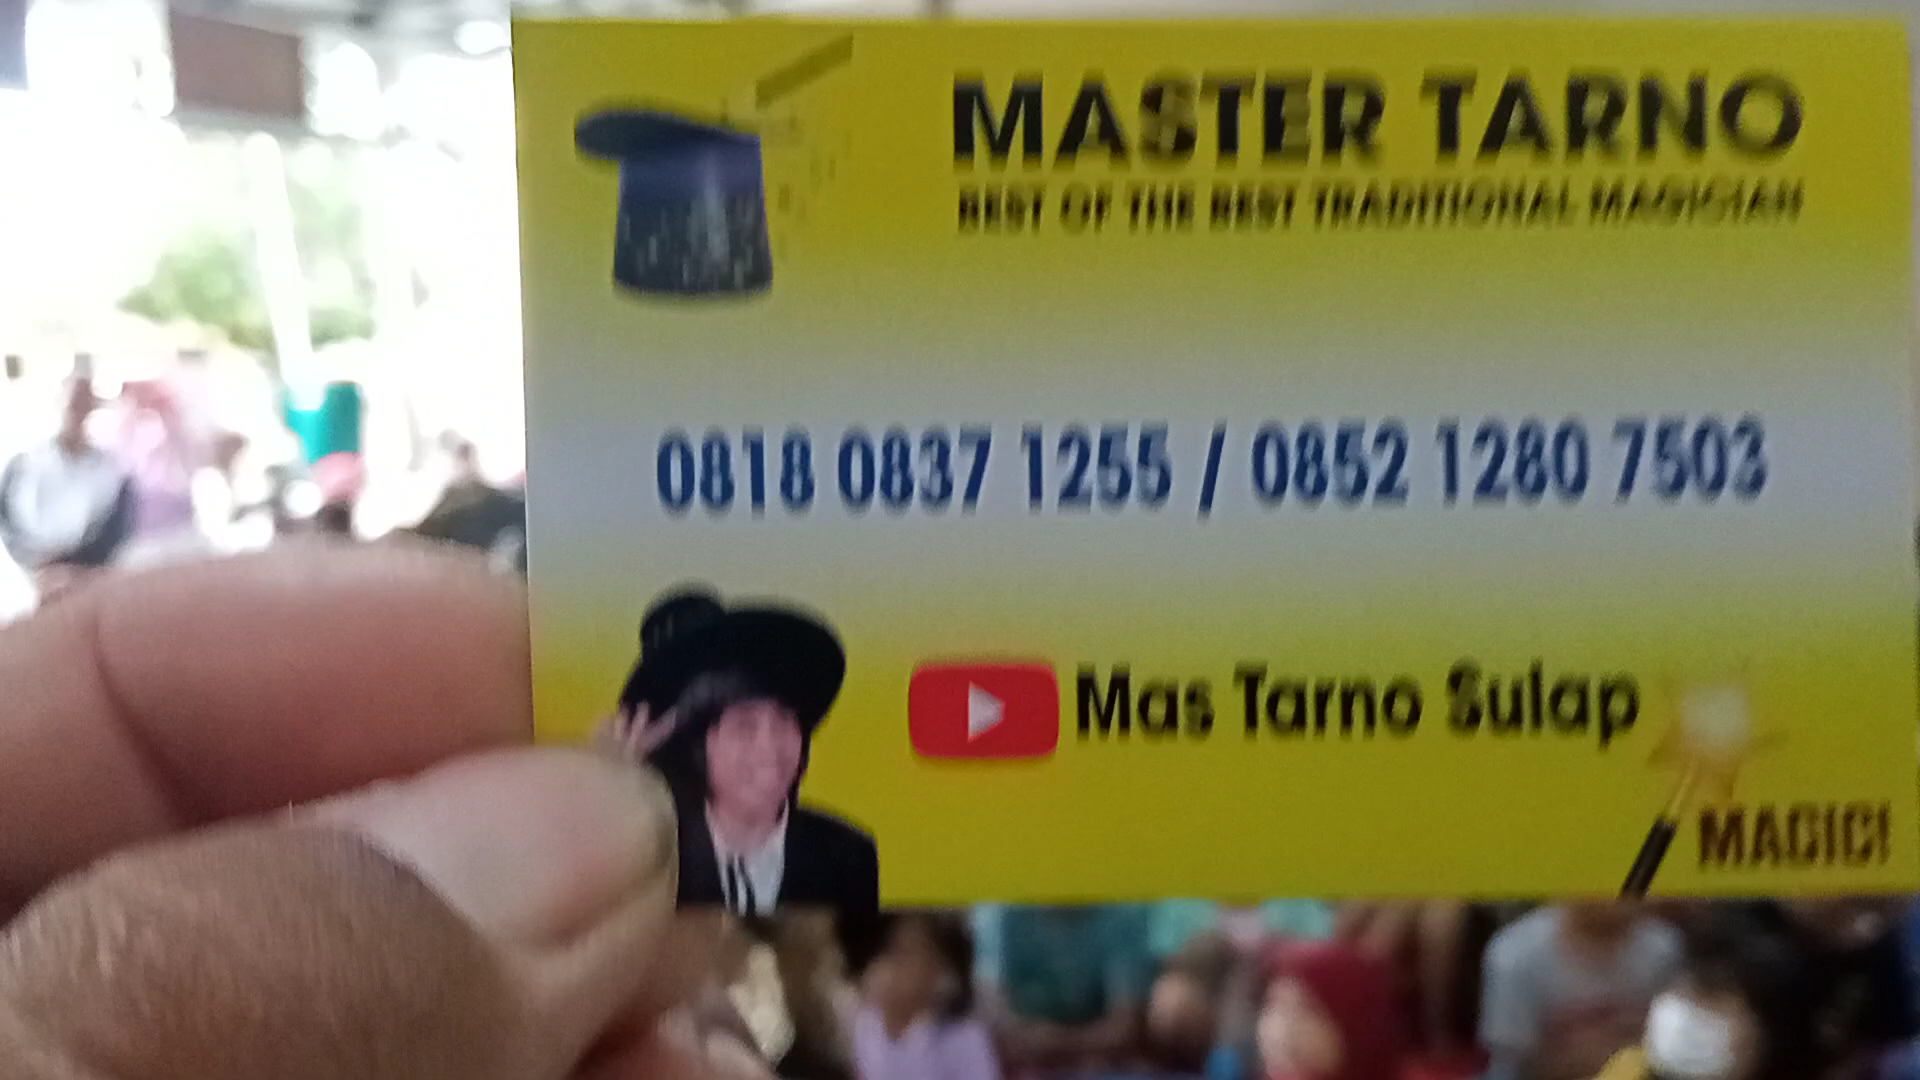 MASTER TARNO
BEST OF THE BEST TRADITIONAL MAGICIAN
0818 0837 1255 / 0852 1280 7503
Mas Tarno Sulap
MAGIC!